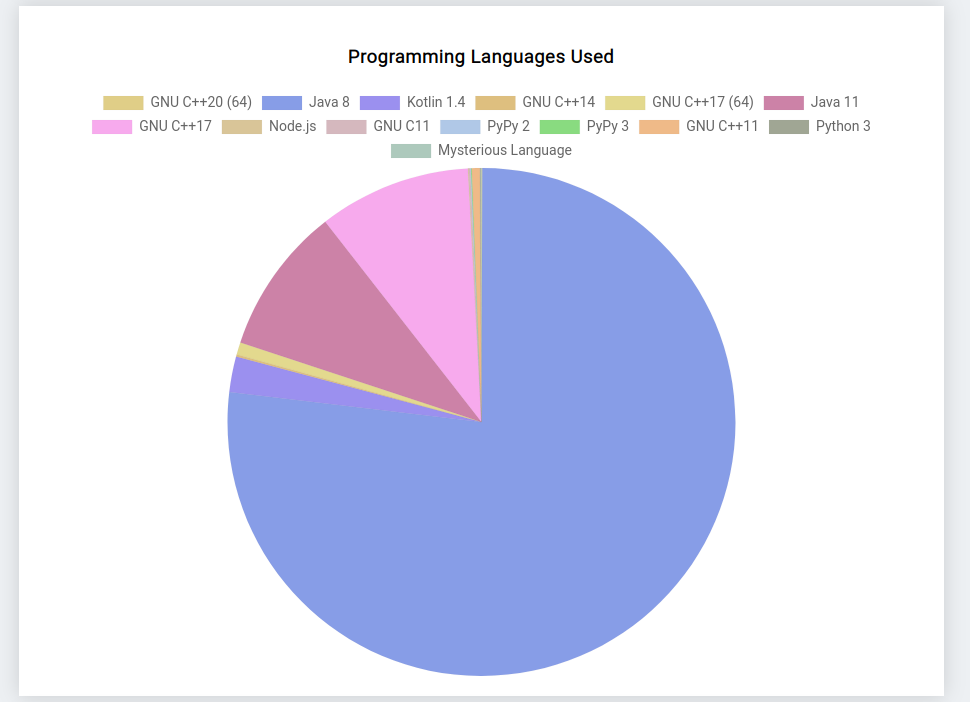 Programming Languages Used
GNU C++20 (64) Java 8 Kotlin 1.4 GNU C++14 GNU C++17 (64) Java 11
GNU C++17 Node.js GNU C11 PyPy 2 PyPy 3 GNU C++11 Python 3
Mysterious Language